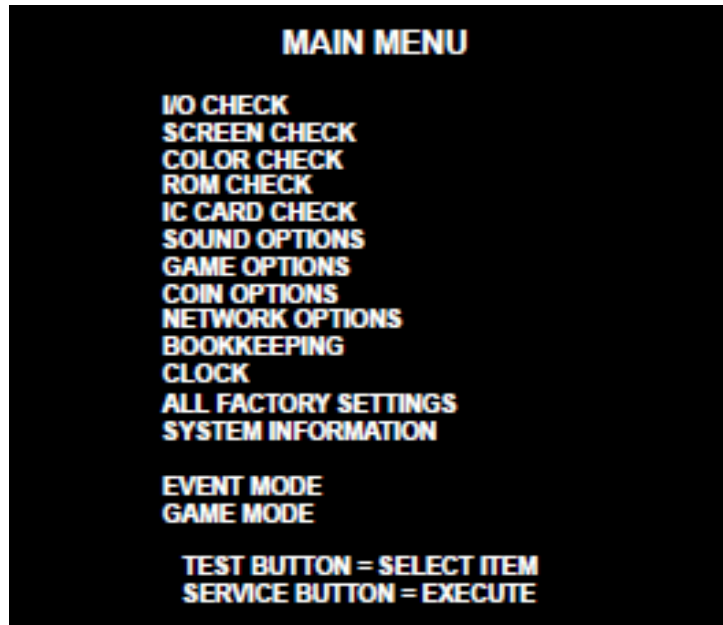 MAIN MENU
I/O CHECK
SCREEN CHECK
COLOR CHECK
ROM CHECK
IC CARD CHECK
SOUND OPTIONS
GAME OPTIONS
COIN OPTIONS
NETWORK OPTIONS
BOOKKEEPING
CLOCK
ALL FACTORY SETTINGS
SYSTEM INFORMATION
EVENT MODE
GAME MODE
TEST BUTTON = SELECT ITEM
SERVICE BUTTON = EXECUTE